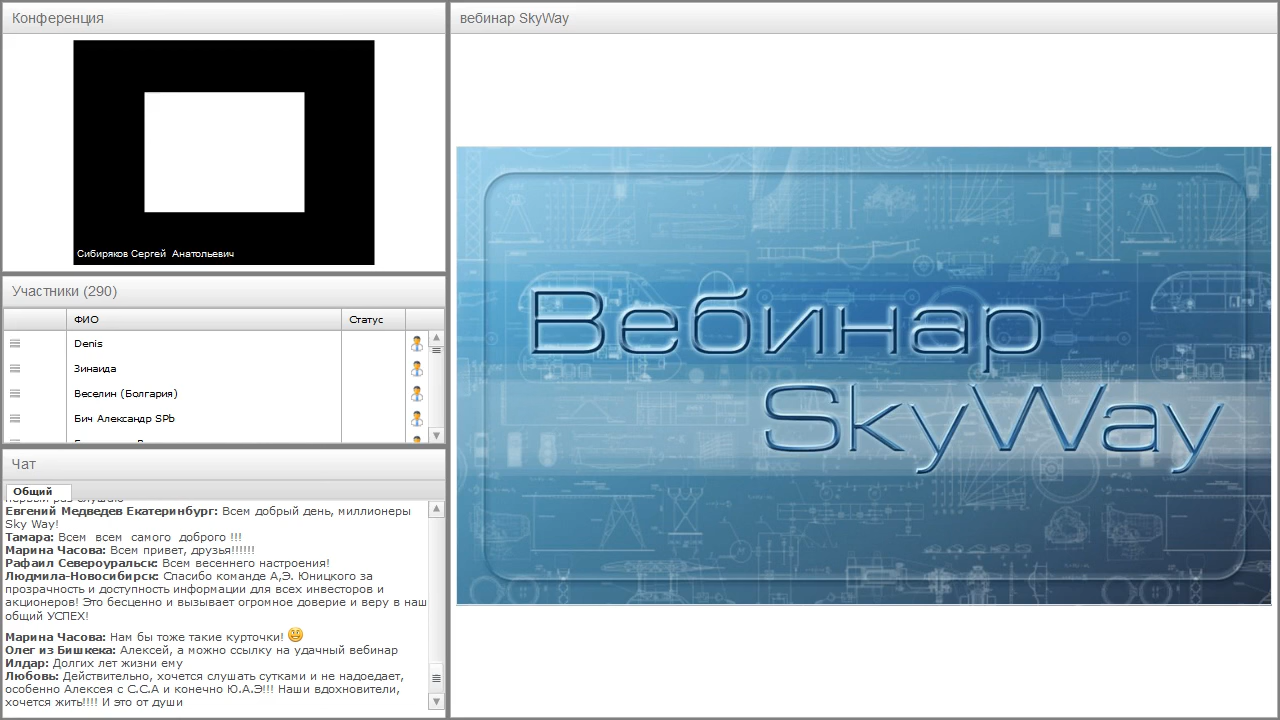 Конференция
Сибиряков Сергей Анатольевич
Участники (290)
ФИО Статус
Denis
Зинаида
Веселин (Болгария)
Бич Александр SPb
Чат
Общий
Евгений Медведев Екатеринбург: Всем добрый день, миллионеры
Sky Way!
Тамара: Всем всем самого доброго !!!
Марина Часова: Всем привет, друзья!!!!!!
Рафаил Североуральск: Всем весеннего настроения!
Людмила-Новосибирск: Спасибо команде А,Э. Юницкого за
прозрачность и доступность информации для всех инвесторов и
акционеров! Это бесценно и вызывает огромное доверие и веру в наш
общий УСПЕХ!
Марина Часова: Нам бы тоже такие курточки!
Олег из Бишкека: Алексей, а можно ссылку на удачный вебинар
Илдар: Долгих лет жизни ему
Любовь: Действительно, хочется слушать сутками и не надоедает,
особенно Алексея с С.С.А и конечно Ю.А.Э!!! Наши вдохновители,
хочется жить!!!! И это от души
вебинар SkyWay
Вебинар
SkyWay